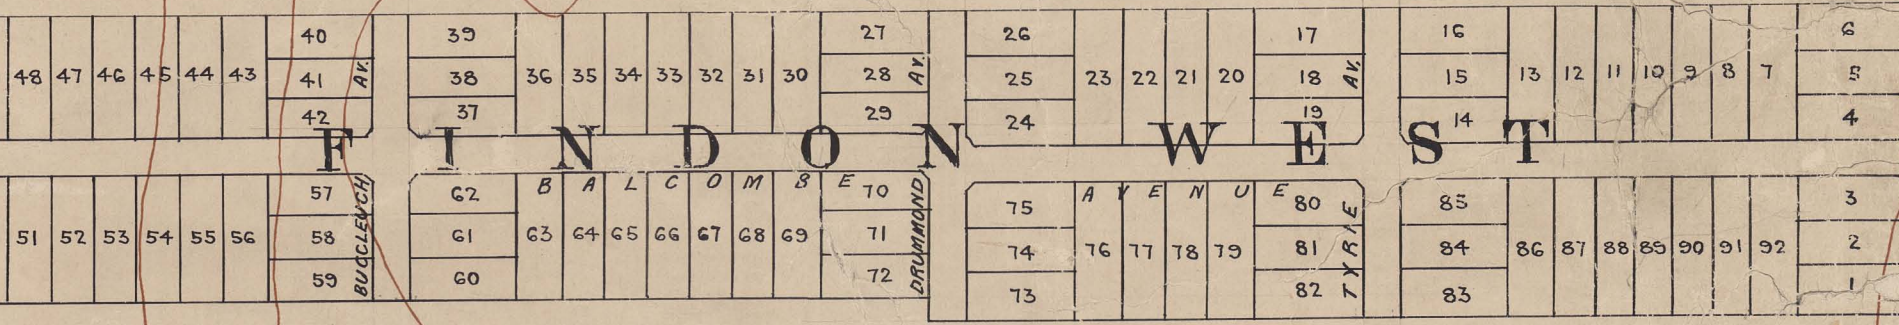 40 39 27 26 17 16 6
48 47 46 45 44 43 41 AV. 38 36 35 34 33 32 31 30 28 AV. 25 23 22 21 20 18 AV. 15 13 12 11 10 9 8 7 5
42 37 29 24 19 14 4
FINDON WEST
BALCOMBE AVENUE
57 62 70 75 80 85 3
51 52 53 54 55 56 58 BUCCLEUCH 61 63 64 65 66 67 68 69 71 DRUMMOND 74 76 77 78 79 81 TYRIE 84 86 87 88 89 90 91 92 2
59 60 72 73 82 83 1